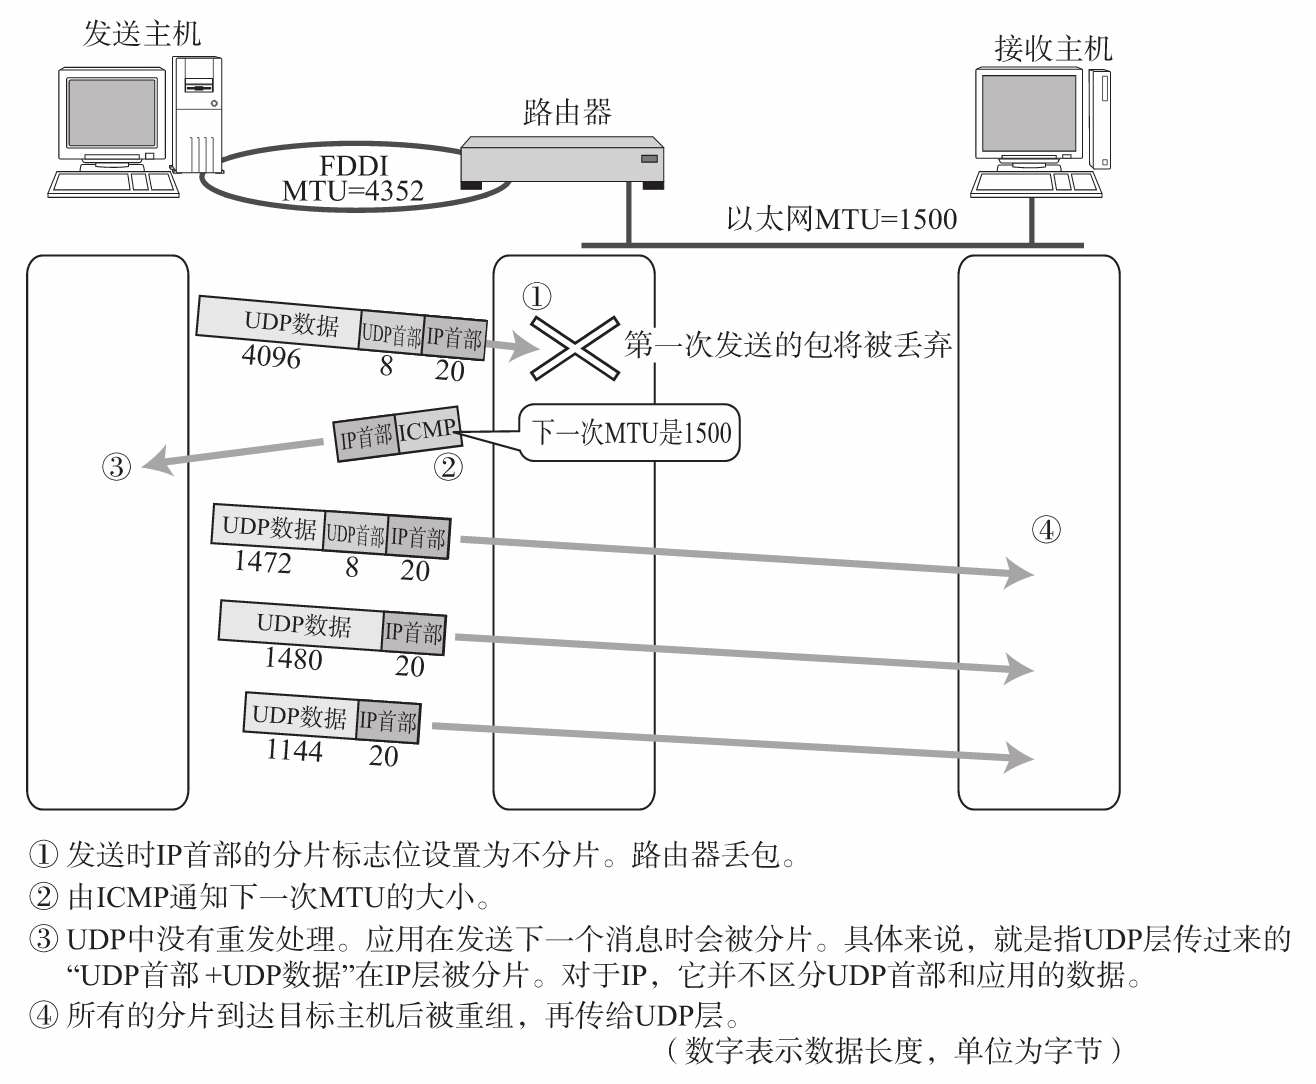 发送主机
接收主机
路由器
FDDI
MTU=4352
以太网MTU=1500
①
UDP数据 UDP首部 IP首部
4096 8 20
第一次发送的包将被丢弃
IP首部 ICMP
下一次MTU是1500
②
③
UDP数据 UDP首部 IP首部
1472 8 20
④
UDP数据 IP首部
1480 20
UDP数据 IP首部
1144 20
① 发送时IP首部的分片标志位设置为不分片。路由器丢包。
② 由ICMP通知下一次MTU的大小。
③ UDP中没有重发处理。应用在发送下一个消息时会被分片。具体来说，就是指UDP层传过来的
“UDP首部+UDP数据”在IP层被分片。对于IP，它并不区分UDP首部和应用的数据。
④ 所有的分片到达目标主机后被重组，再传给UDP层。
（数字表示数据长度，单位为字节）